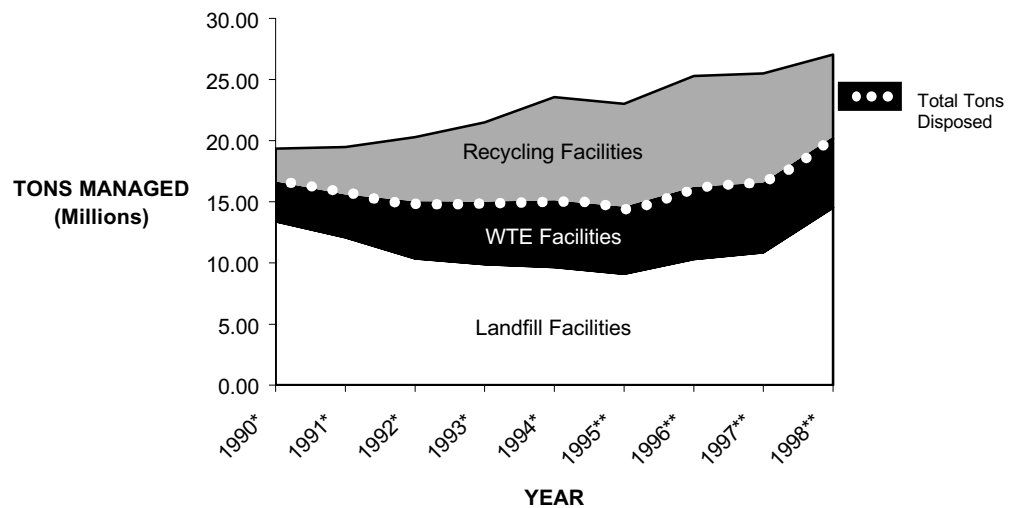 30.00
25.00
20.00
15.00
10.00
5.00
0.00
TONS MANAGED
(Millions)
Recycling Facilities
WTE Facilities
Landfill Facilities
Total Tons
Disposed
1990*
1991*
1992*
1993*
1994*
1995**
1996**
1997**
1998**
YEAR